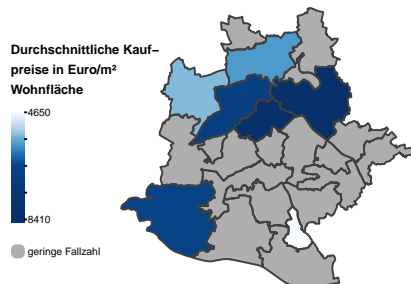 Durchschnittliche Kauf–
preise in Euro/m²
Wohnfläche
4650
8410
geringe Fallzahl